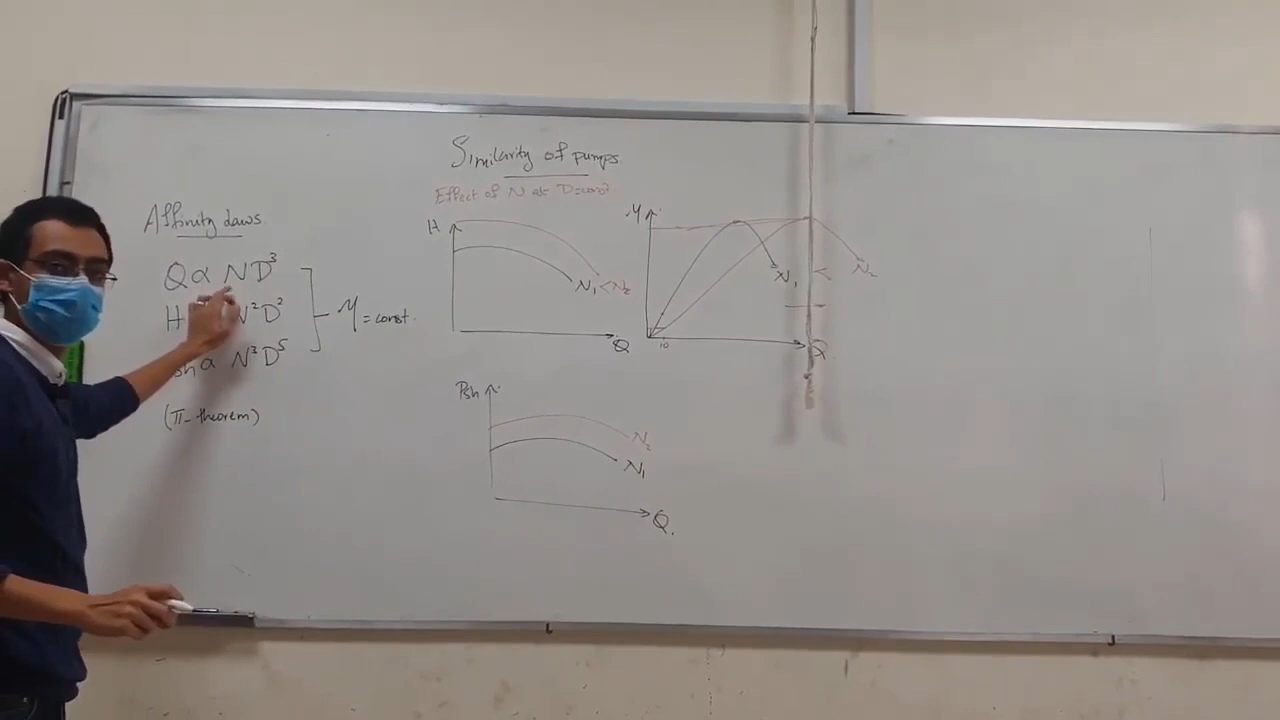 Similarity of pumps.
Effect of N at D=const.
Affinity Laws
Q α ND³
H N²D²
η = const.
sh α N³D⁵
(π-theorem)
H
N₁<N₂
Q
η
N₁
<
N₂
Q
Psh
N₂
N₁
Q.